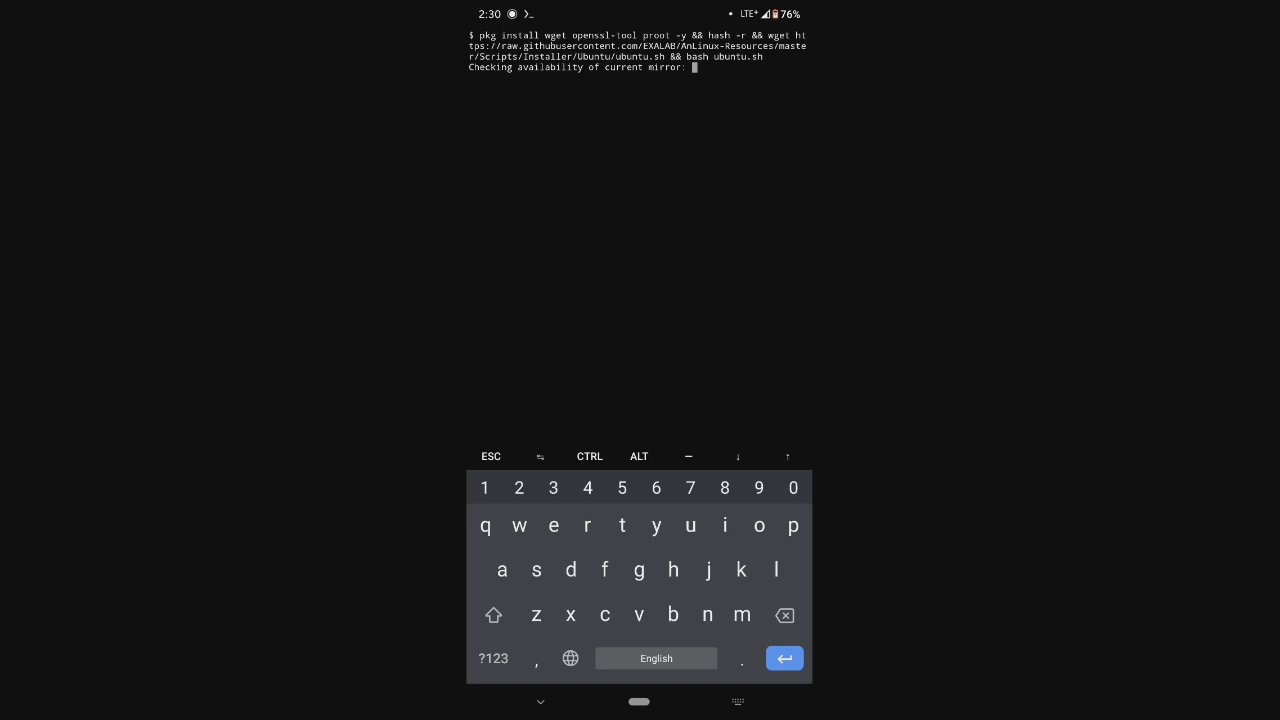 2:30 LTE+ 76%
$ pkg install wget openssl-tool proot -y && hash -r && wget ht
tps://raw.githubusercontent.com/EXALAB/AnLinux-Resources/maste
r/Scripts/Installer/Ubuntu/ubuntu.sh && bash ubuntu.sh
Checking availability of current mirror:
ESC ↹ CTRL ALT — ↓ ↑
1 2 3 4 5 6 7 8 9 0
q w e r t y u i o p
a s d f g h j k l
z x c v b n m
?123 , English .